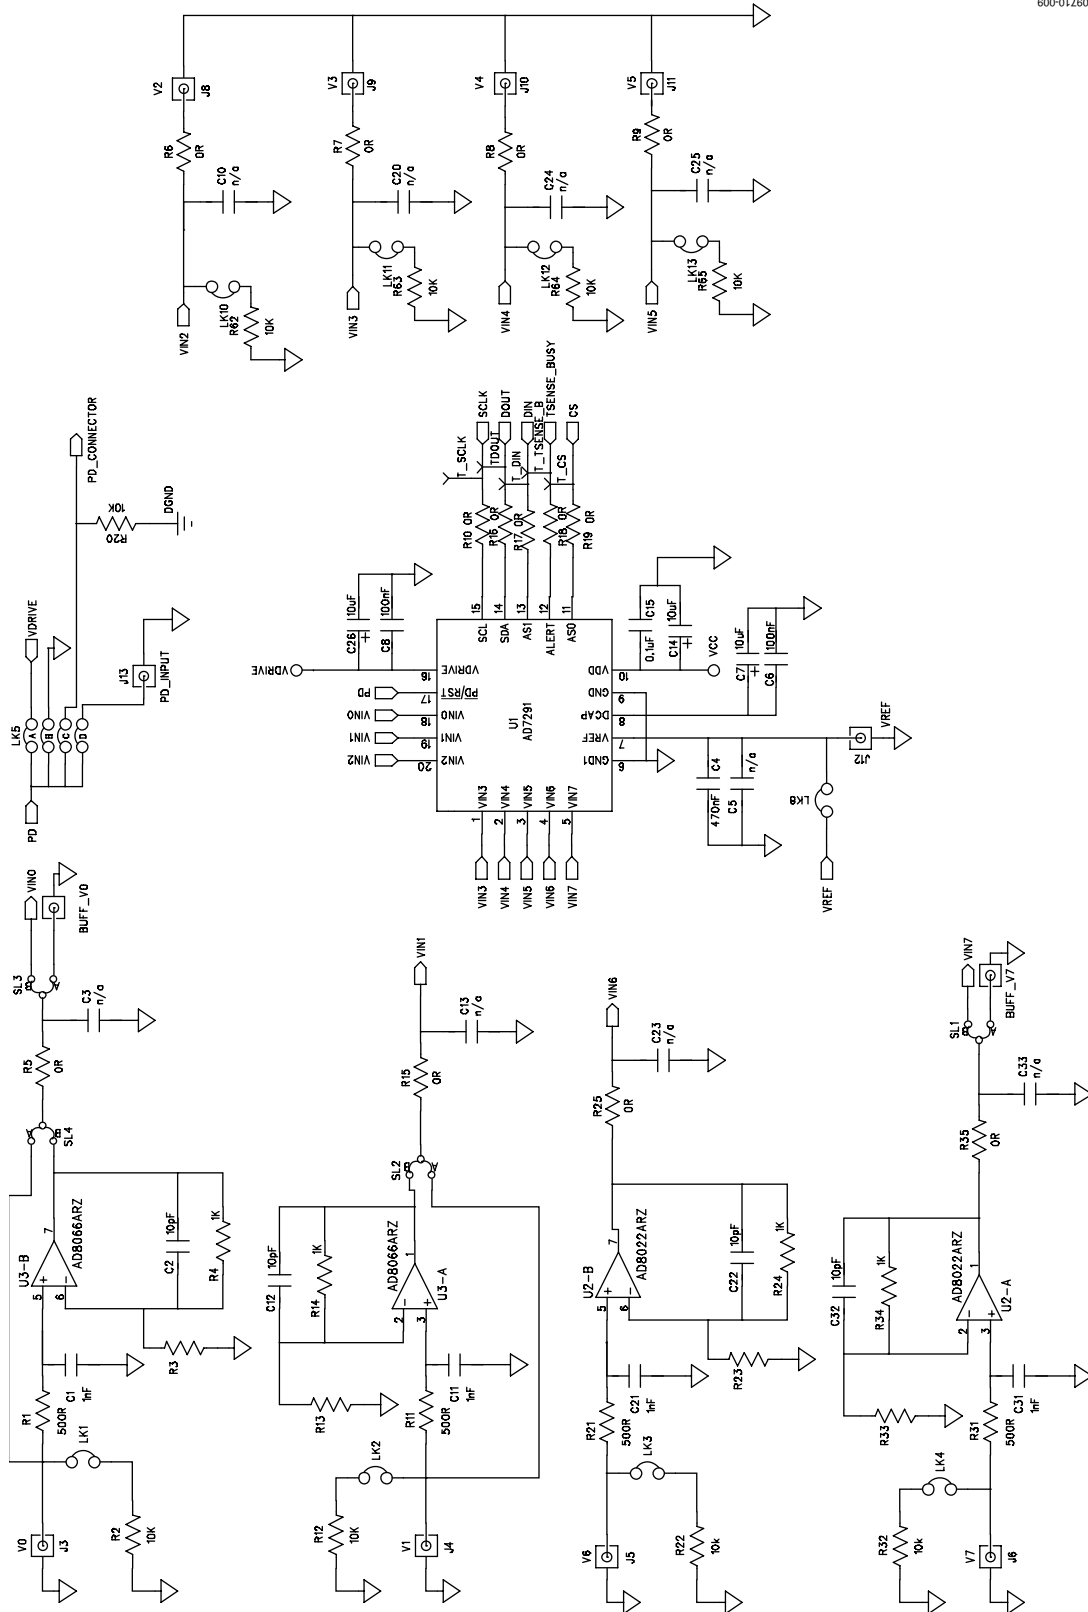 09710-009
V2
J8
R6
0R
C10
n/a
VIN2
LK10
R62
10K
V3
J9
R7
0R
C20
n/a
VIN3
LK11
R63
10K
V4
J10
R8
0R
C24
n/a
VIN4
LK12
R64
10K
V5
J11
R9
0R
C25
n/a
VIN5
LK13
R65
10K
PD
LK5
A
B
C
D
VDRIVE
J13
PD_INPUT
PD_CONNECTOR
R20
10K
DGND
T_SCLK
TDOUT
T_DIN
T_TSENSE_B
T_CS
SCLK
DOUT
DIN
TSENSE_BUSY
CS
R10 0R
R16 0R
R17 0R
R18 0R
R19 0R
VDRIVE
C26
10uF
+
C8
100nF
PD
VIN0
VIN1
VIN2
16
VDRIVE
17
PD/RST
18
VIN0
19
VIN1
20
VIN2
15
SCL
14
SDA
13
AS1
12
ALERT
11
AS0
U1
AD7291
10
VDD
9
GND
8
DCAP
7
VREF
6
GND1
1
VIN3
2
VIN4
3
VIN5
4
VIN6
5
VIN7
VIN3
VIN4
VIN5
VIN6
VIN7
C15
0.1uF
C14
10uF
+
VCC
C7
10uF
+
C6
100nF
C4
470nF
C5
n/a
LK8
VREF
J12
VREF
V0
J3
R2
10K
LK1
R1
500R
C1
1nF
R3
U3-B
AD8066ARZ
5
+
6
-
7
C2
10pF
R4
1K
SL4
A
B
R5
0R
C3
n/a
SL3
B
A
VIN0
BUFF_V0
V1
J4
R12
10K
LK2
R11
500R
C11
1nF
R13
C12
10pF
R14
1K
AD8066ARZ
U3-A
2
-
3
+
1
SL2
B
A
R15
0R
C13
n/a
VIN1
V6
J5
R22
10k
LK3
R21
500R
C21
1nF
R23
U2-B
AD8022ARZ
5
+
6
-
7
C22
10pF
R24
1K
R25
0R
C23
n/a
VIN6
V7
J6
R32
10k
LK4
R31
500R
C31
1nF
R33
C32
10pF
R34
1K
AD8022ARZ
U2-A
2
-
3
+
1
R35
0R
C33
n/a
SL1
B
A
VIN7
BUFF_V7